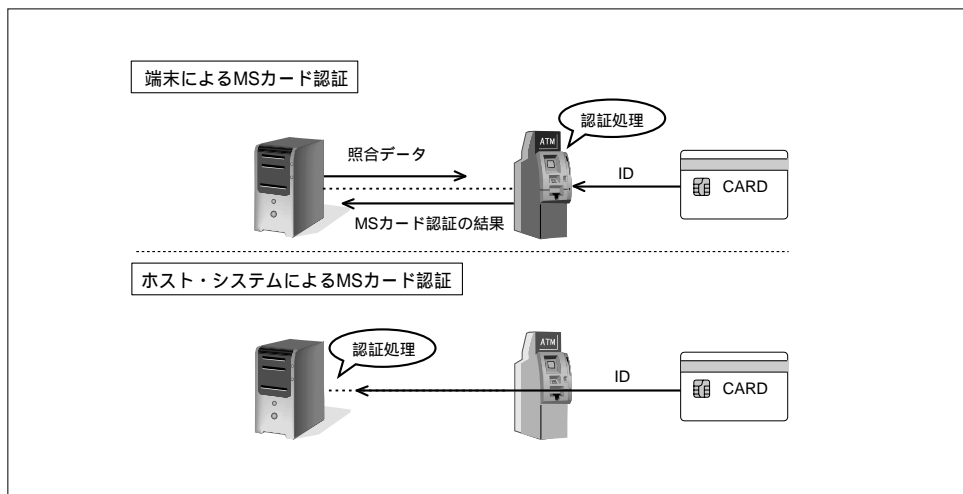 端末によるMSカード認証
認証処理
ATM
照合データ
ID
CARD
MSカード認証の結果
ホスト・システムによるMSカード認証
認証処理
ATM
ID
CARD